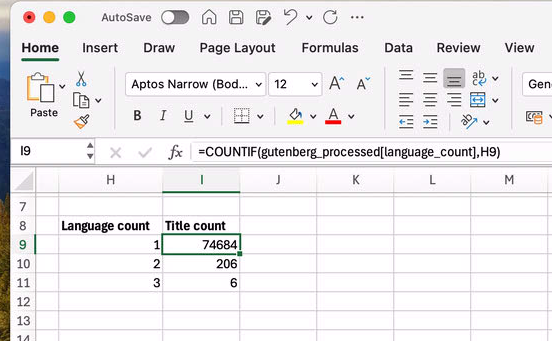 AutoSave
Home Insert Draw Page Layout Formulas Data Review View
Paste
Aptos Narrow (Bod... 12 A^ A
B I U A ab Gen
I9 fx =COUNTIF(gutenberg_processed[language_count],H9)
H I J K L M
7
8 Language count Title count
9 1 74684
10 2 206
11 3 6
12
13
14